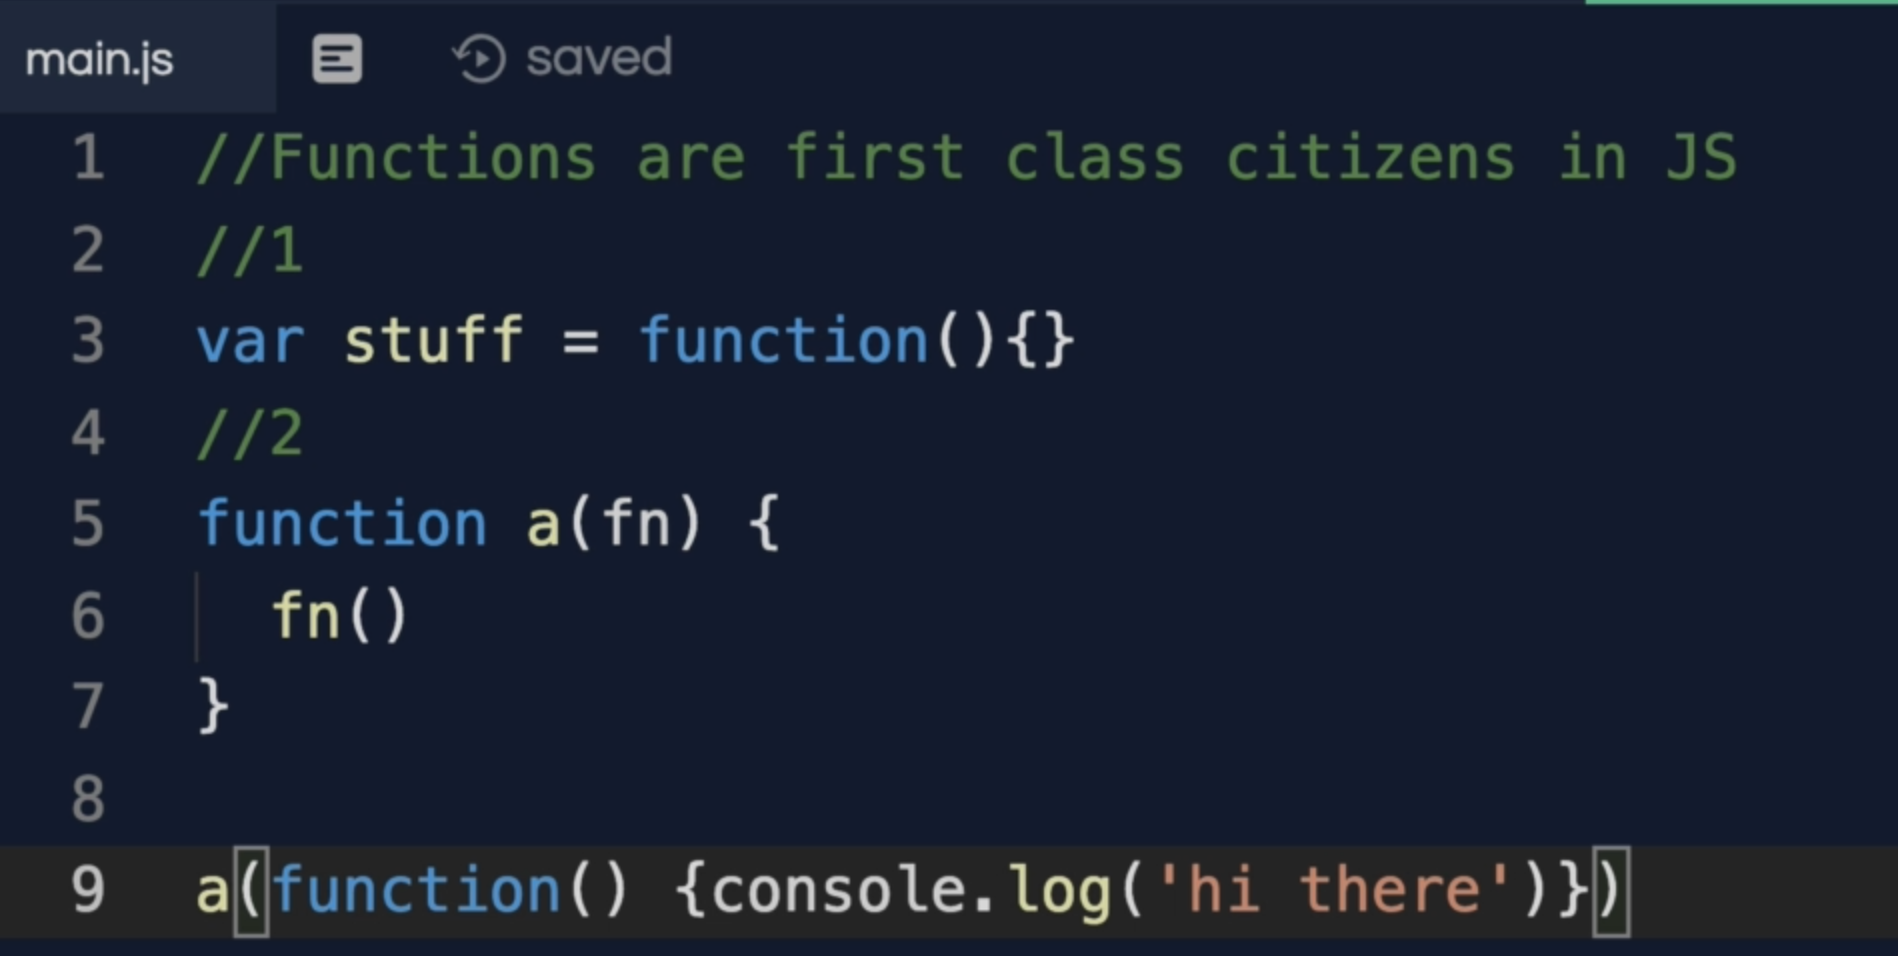 main.js saved
1 //Functions are first class citizens in JS
2 //1
3 var stuff = function(){}
4 //2
5 function a(fn) {
6   fn()
7 }
8
9 a(function() {console.log('hi there')})